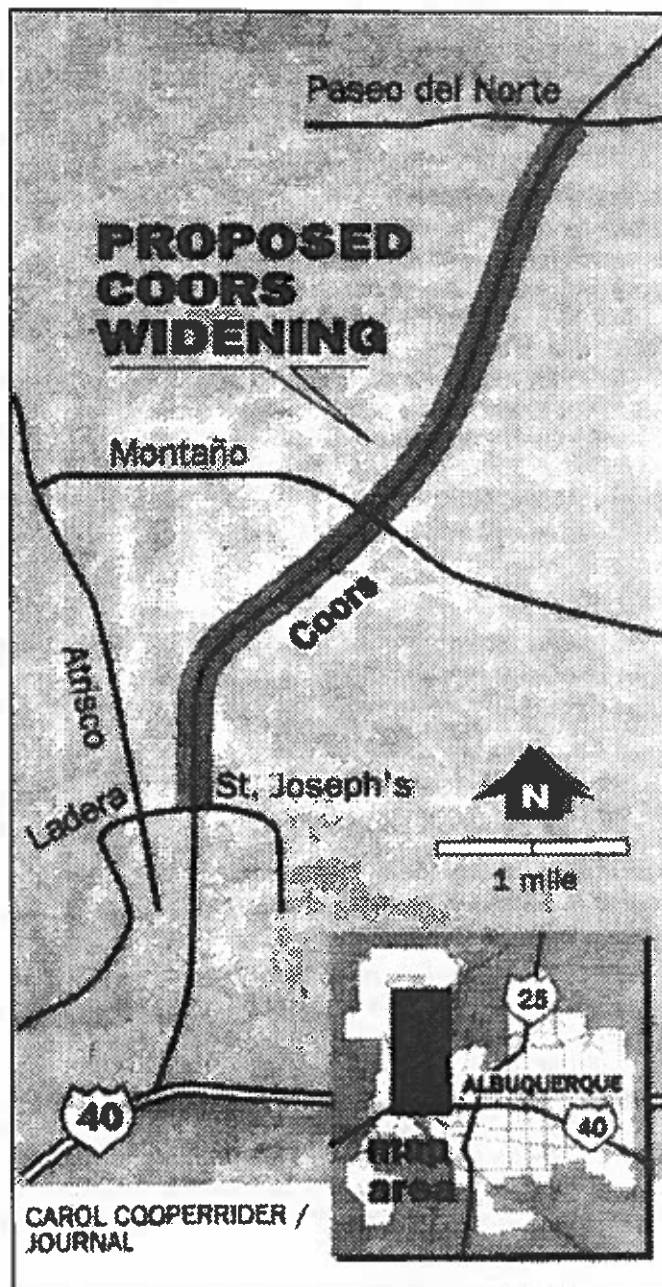 Paseo del Norte
PROPOSED
COORS
WIDENING
Montaño
Coors
Atrisco
St. Joseph's
Ladera
N
1 mile
25
ALBUQUERQUE
40
40
map
area
CAROL COOPERRIDER /
JOURNAL